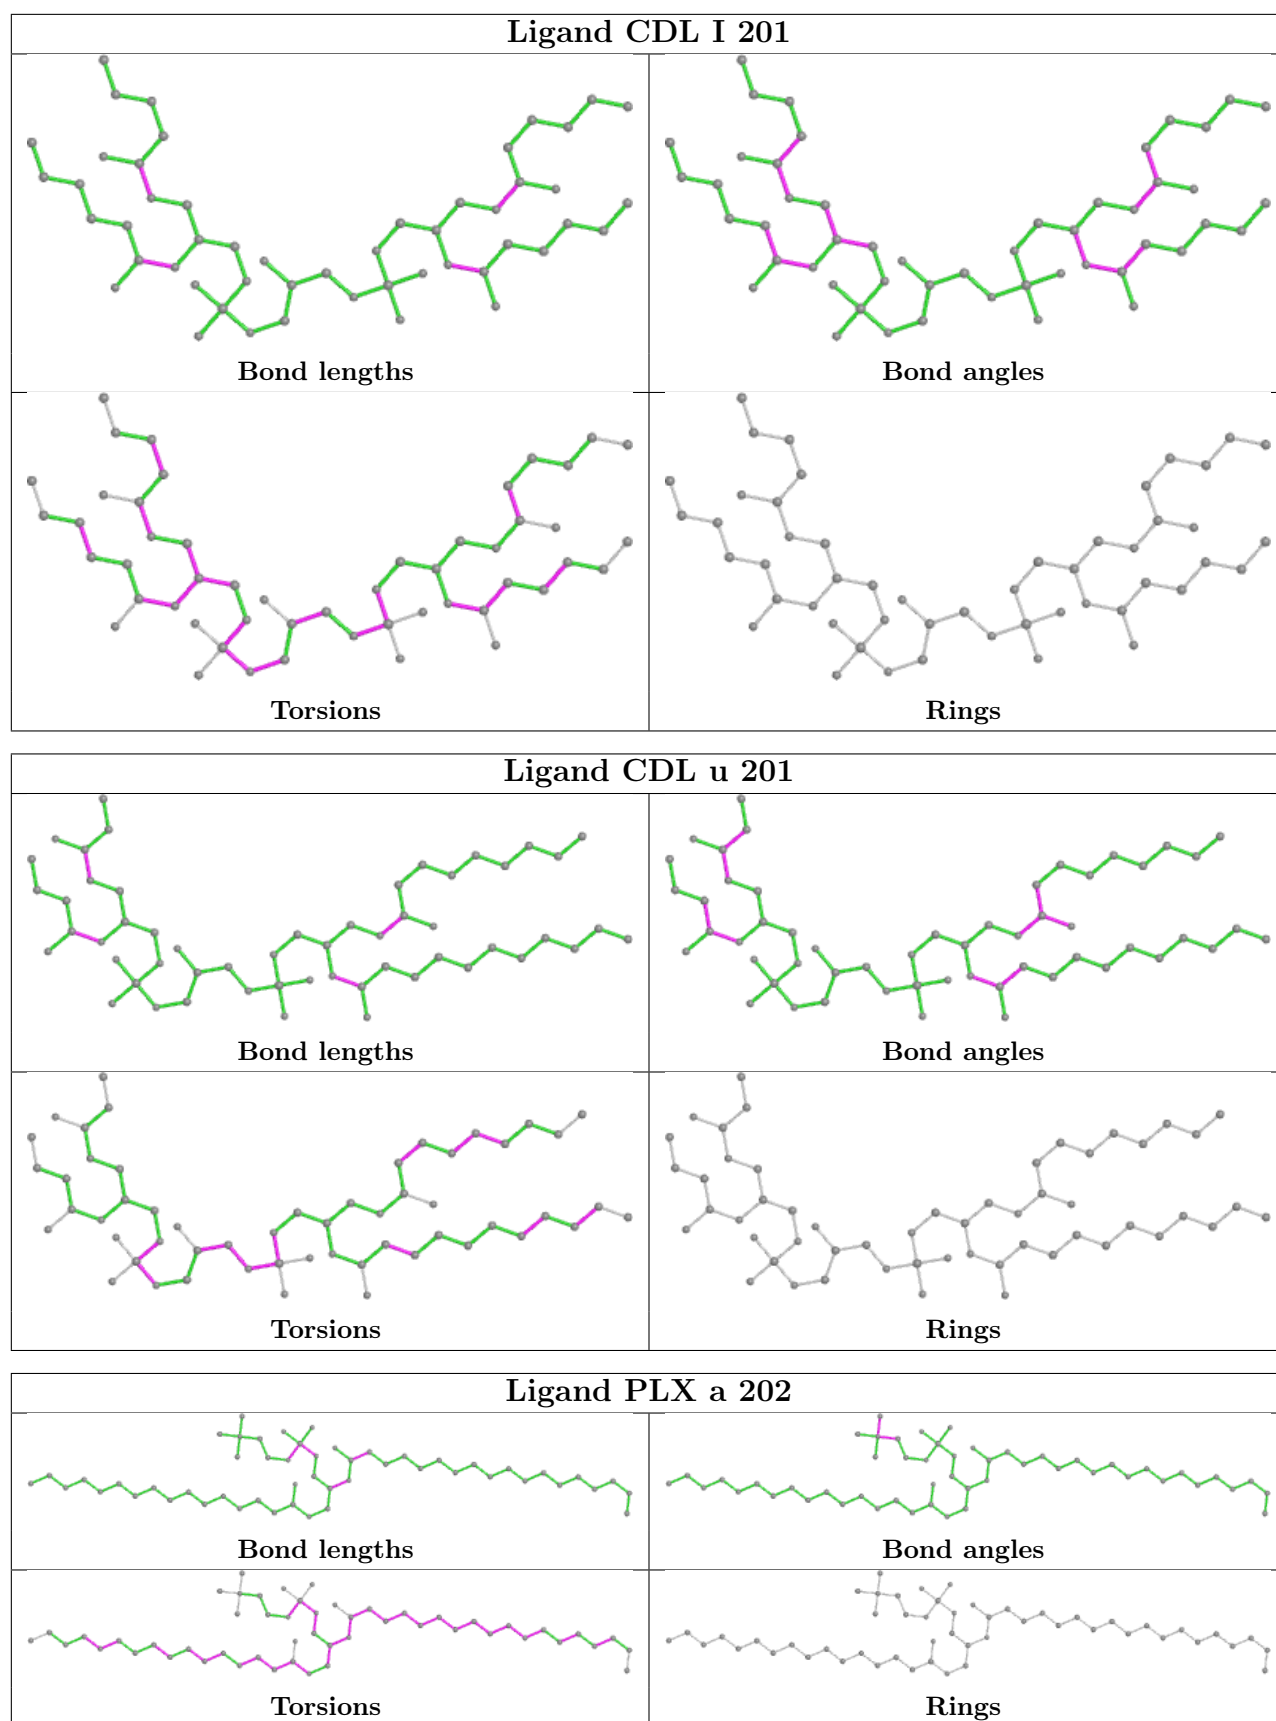 Ligand CDL I 201
Bond lengths
Bond angles
Torsions
Rings
Ligand CDL u 201
Bond lengths
Bond angles
Torsions
Rings
Ligand PLX a 202
Bond lengths
Bond angles
Torsions
Rings